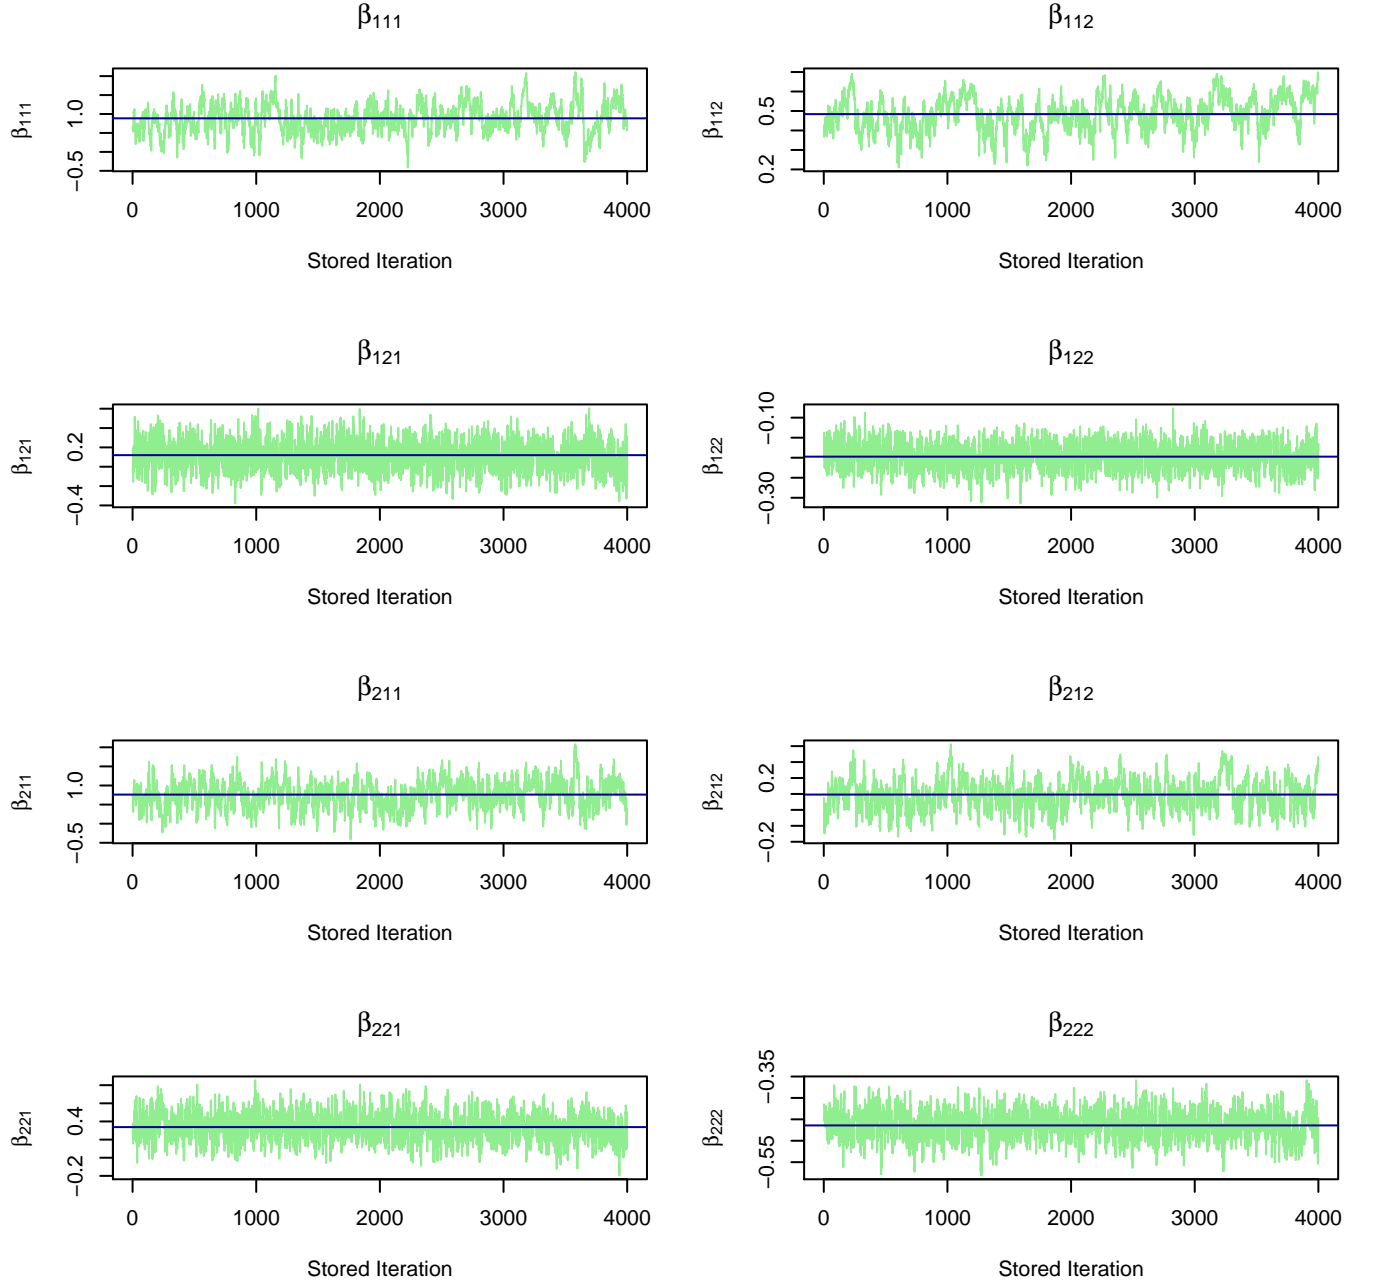 β111
β112
β111
−0.5 1.0
0 1000 2000 3000 4000
Stored Iteration
β112
0.2 0.5
0 1000 2000 3000 4000
Stored Iteration
β121
β122
β121
−0.4 0.2
0 1000 2000 3000 4000
Stored Iteration
β122
−0.30 −0.10
0 1000 2000 3000 4000
Stored Iteration
β211
β212
β211
−0.5 1.0
0 1000 2000 3000 4000
Stored Iteration
β212
−0.2 0.2
0 1000 2000 3000 4000
Stored Iteration
β221
β222
β221
−0.2 0.4
0 1000 2000 3000 4000
Stored Iteration
β222
−0.55 −0.35
0 1000 2000 3000 4000
Stored Iteration